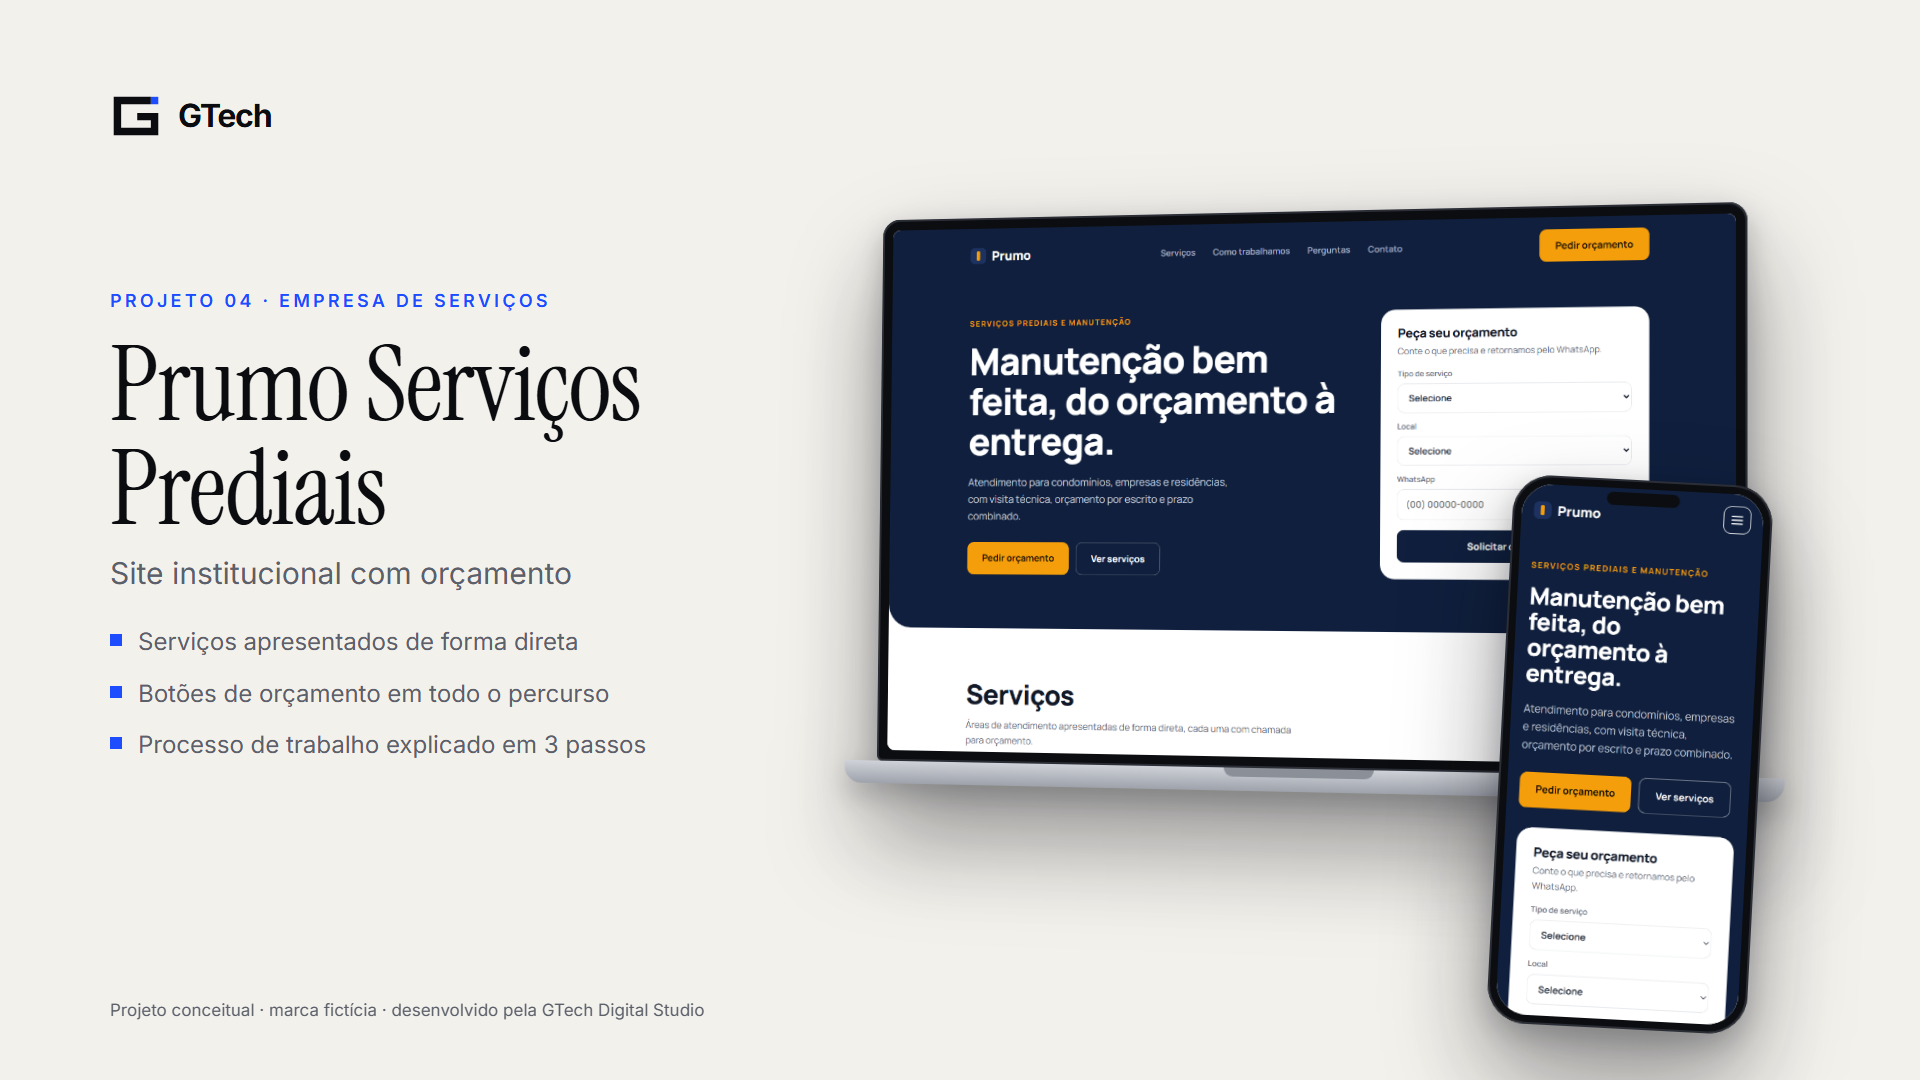 GTech
PROJETO 04 · EMPRESA DE SERVIÇOS
Prumo Serviços
Prediais
Site institucional com orçamento
Serviços apresentados de forma direta
Botões de orçamento em todo o percurso
Processo de trabalho explicado em 3 passos
Projeto conceitual · marca fictícia · desenvolvido pela GTech Digital Studio
Prumo
Serviços
Como trabalhamos
Perguntas
Contato
Pedir orçamento
SERVIÇOS PREDIAIS E MANUTENÇÃO
Manutenção bem
feita, do orçamento à
entrega.
Atendimento para condomínios, empresas e residências,
com visita técnica, orçamento por escrito e prazo
combinado.
Pedir orçamento
Ver serviços
Peça seu orçamento
Conte o que precisa e retornamos pelo WhatsApp.
Tipo de serviço
Selecione
Local
Selecione
WhatsApp
(00) 00000-0000
Solicitar
Serviços
Áreas de atendimento apresentadas de forma direta, cada uma com chamada
para orçamento.
Prumo
SERVIÇOS PREDIAIS E MANUTENÇÃO
Manutenção bem
feita, do
orçamento à
entrega.
Atendimento para condomínios, empresas
e residências, com visita técnica,
orçamento por escrito e prazo combinado.
Pedir orçamento
Ver serviços
Peça seu orçamento
Conte o que precisa e retornamos pelo
WhatsApp.
Tipo de serviço
Selecione
Local
Selecione